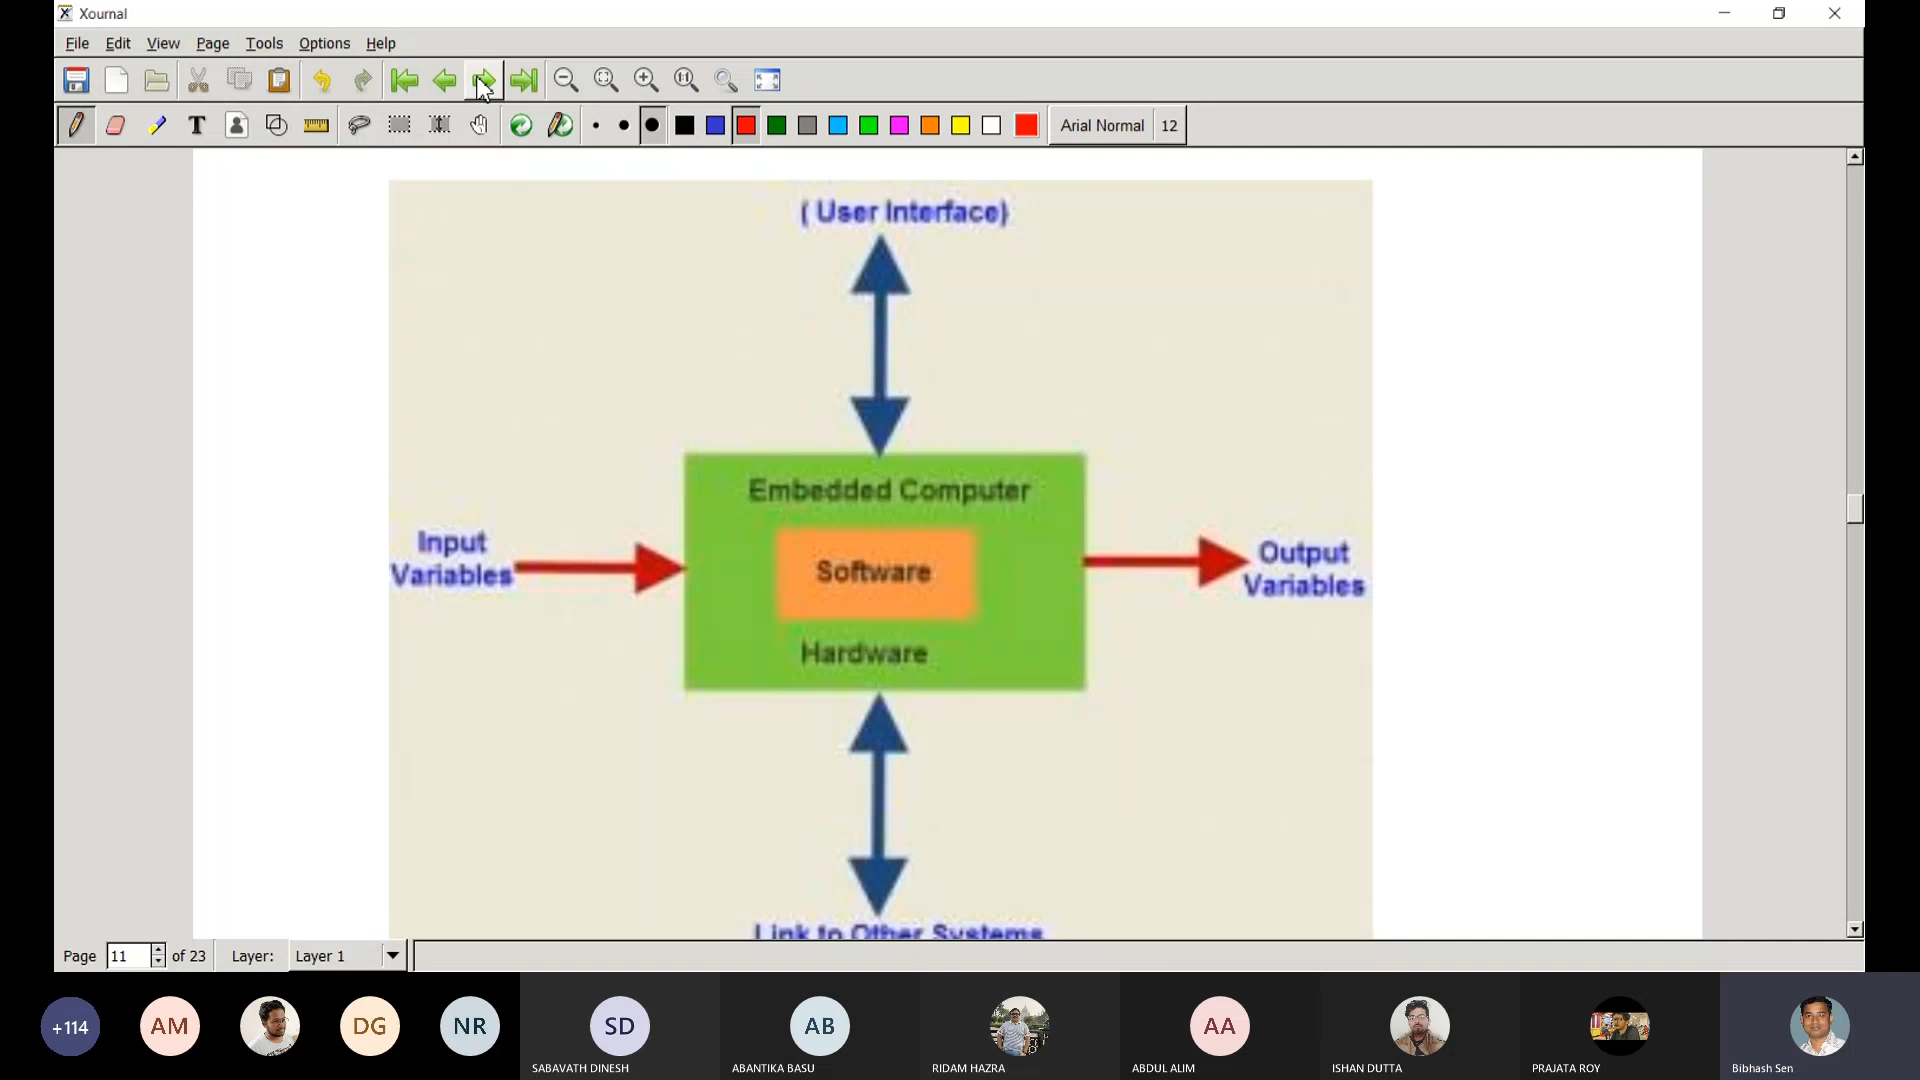 Xournal
File Edit View Page Tools Options Help
T Arial Normal 12
( User Interface)
Embedded Computer
Input
Variables
Software
Output
Variables
Hardware
Link to Other Systems
Page 11 of 23 Layer: Layer 1
+114 AM DG NR SD AB AA
SABAVATH DINESH ABANTIKA BASU RIDAM HAZRA ABDUL ALIM ISHAN DUTTA PRAJATA ROY Bibhash Sen